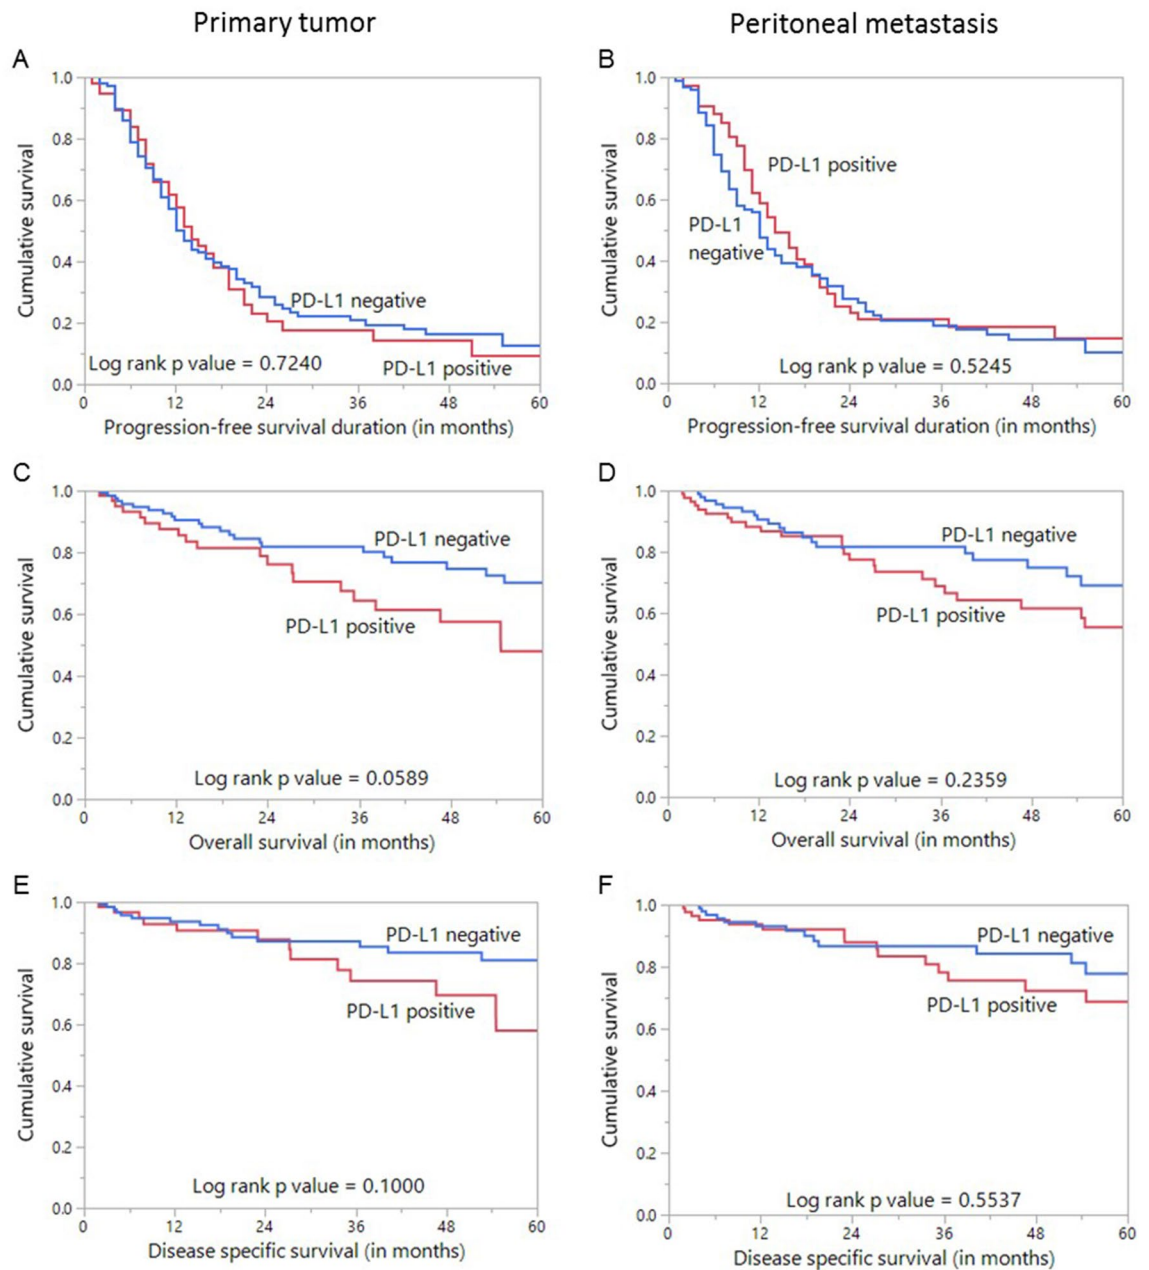 Primary tumor
Peritoneal metastasis
A
1.0
0.8
0.6
0.4
0.2
0.0
Cumulative survival
PD-L1 negative
Log rank p value = 0.7240
PD-L1 positive
0 12 24 36 48 60
Progression-free survival duration (in months)
B
1.0
0.8
0.6
0.4
0.2
0.0
Cumulative survival
PD-L1 positive
PD-L1
negative
Log rank p value = 0.5245
0 12 24 36 48 60
Progression-free survival duration (in months)
C
1.0
0.8
0.6
0.4
0.2
0.0
Cumulative survival
PD-L1 negative
PD-L1 positive
Log rank p value = 0.0589
0 12 24 36 48 60
Overall survival (in months)
D
1.0
0.8
0.6
0.4
0.2
0.0
Cumulative survival
PD-L1 negative
PD-L1 positive
Log rank p value = 0.2359
0 12 24 36 48 60
Overall survival (in months)
E
1.0
0.8
0.6
0.4
0.2
0.0
Cumulative survival
PD-L1 negative
PD-L1 positive
Log rank p value = 0.1000
0 12 24 36 48 60
Disease specific survival (in months)
F
1.0
0.8
0.6
0.4
0.2
0.0
Cumulative survival
PD-L1 negative
PD-L1 positive
Log rank p value = 0.5537
0 12 24 36 48 60
Disease specific survival (in months)